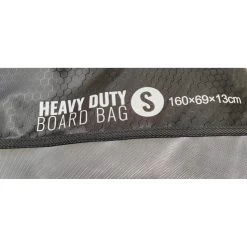 HEAVY DUTY
BOARD BAG
S
160×69×13cm